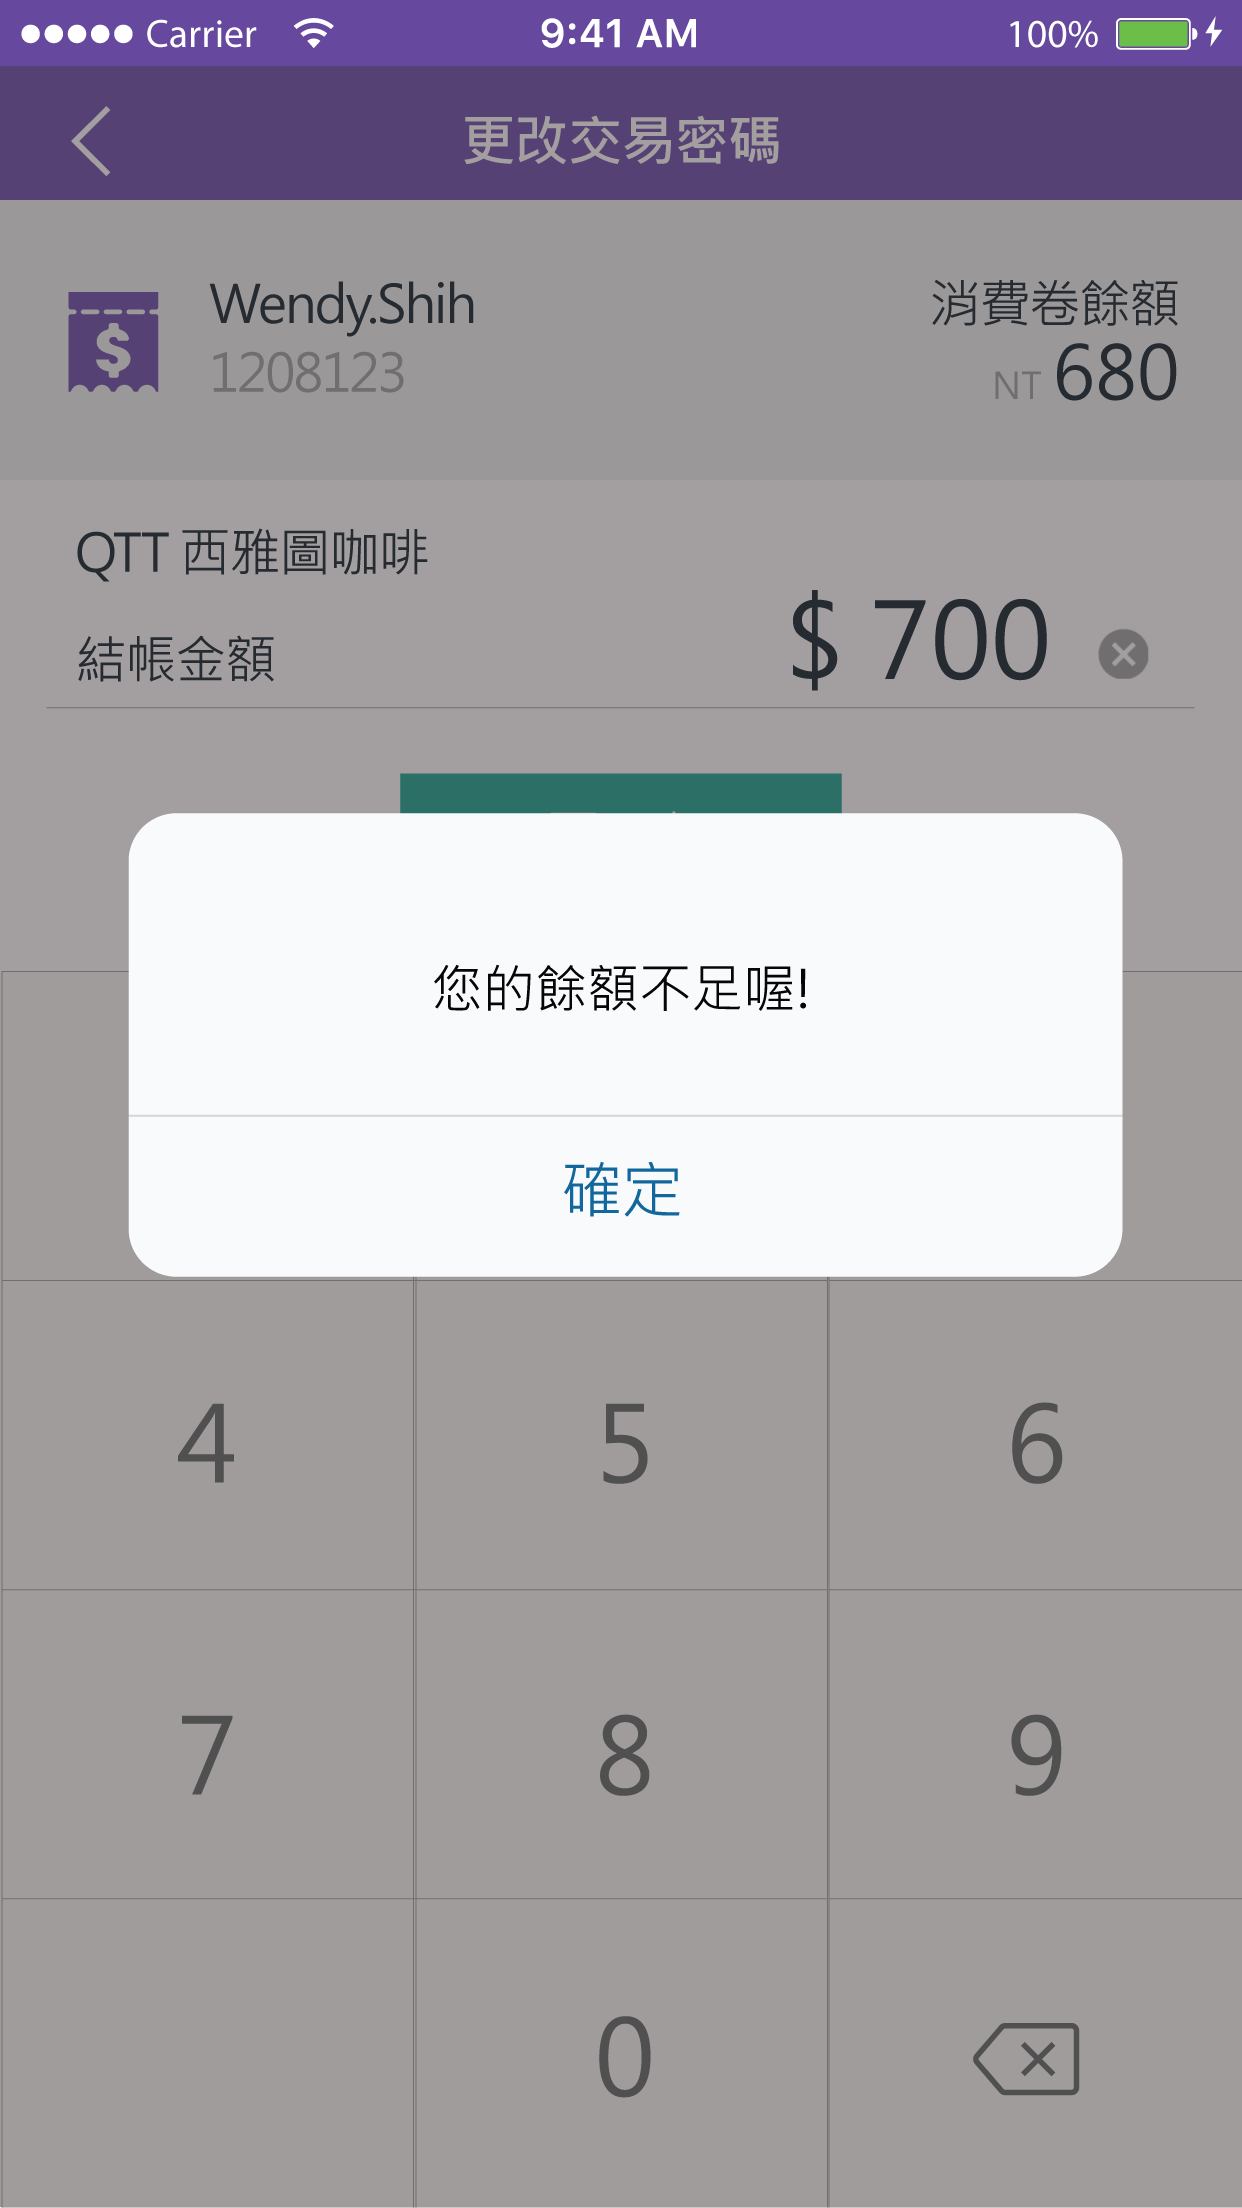 Carrier 9:41 AM 100%
更改交易密碼
Wendy.Shih
1208123
消費卷餘額
NT 680
QTT 西雅圖咖啡
結帳金額 $ 700
您的餘額不足喔!
確定
4 5 6
7 8 9
0